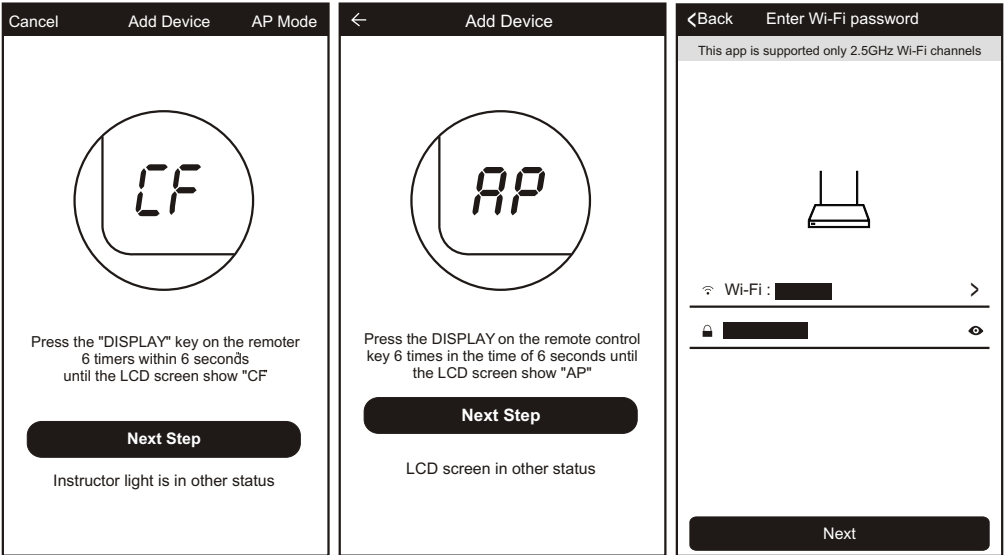 Cancel Add Device AP Mode
CF
Press the "DISPLAY" key on the remoter
6 timers within 6 seconds
until the LCD screen show "CF
Next Step
Instructor light is in other status
Add Device
AP
Press the DISPLAY on the remote control
key 6 times in the time of 6 seconds until
the LCD screen show "AP"
Next Step
LCD screen in other status
Back Enter Wi-Fi password
This app is supported only 2.5GHz Wi-Fi channels
Wi-Fi :
Next